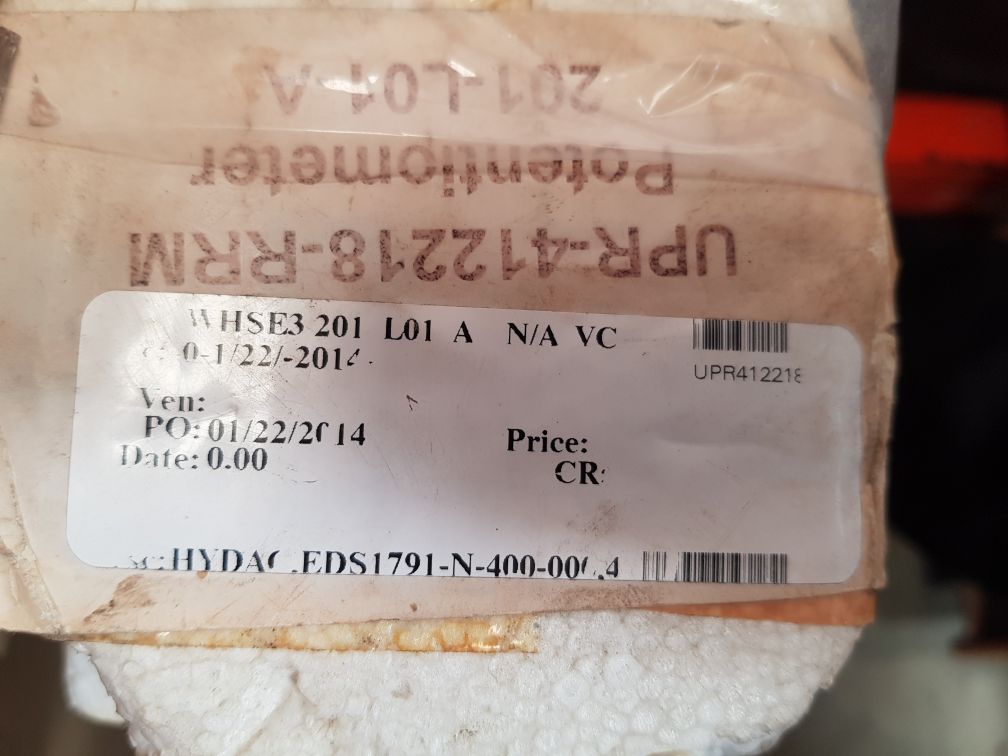 201-L01-A
Potentiometer
UPR-412218-RRM
WHSE3 201 L01 A N/A VC
UPR412218
Ven:
PO: 01/22/2014
Price:
Date: 0.00
CR:
HYDAC EDS1791-N-400-000